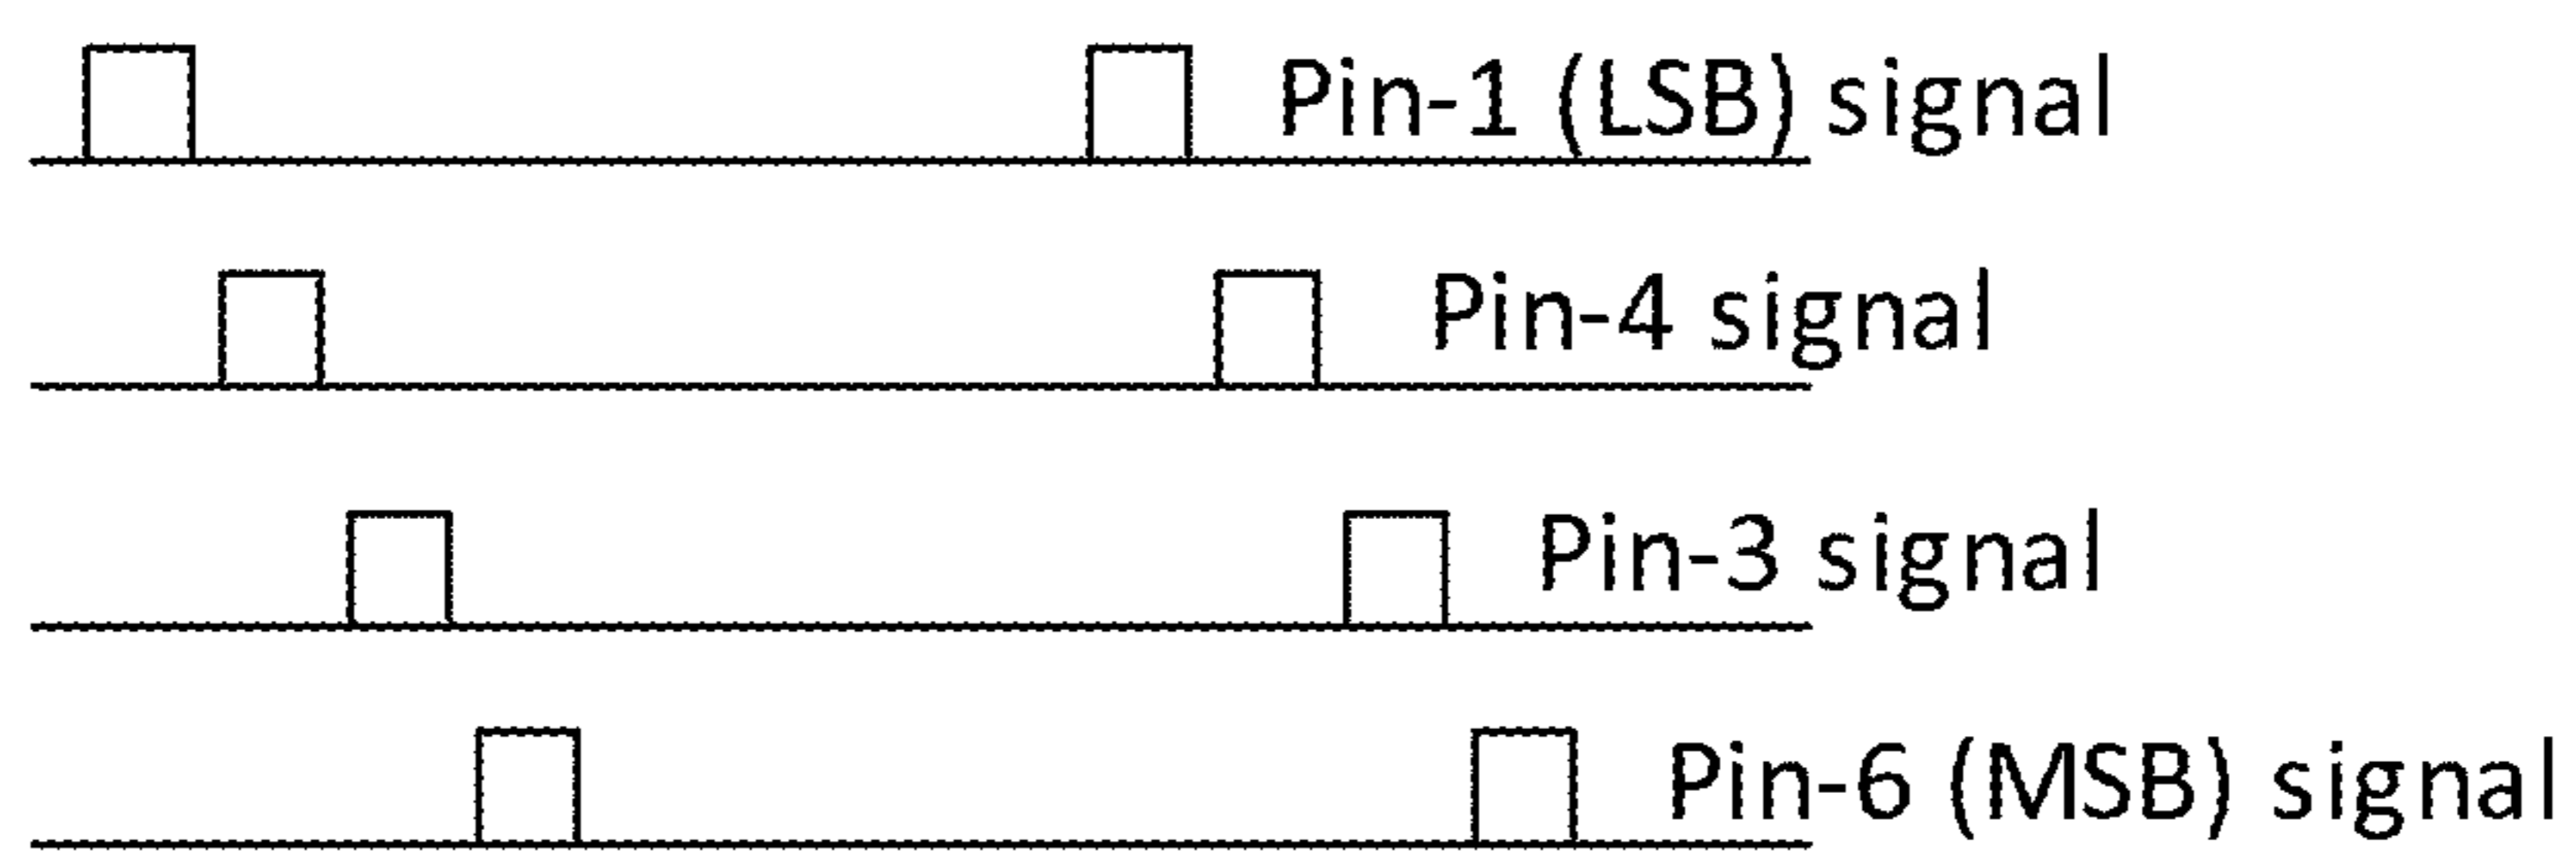 Pin-1 (LSB) signal
Pin-4 signal
Pin-3 signal
Pin-6 (MSB) signal